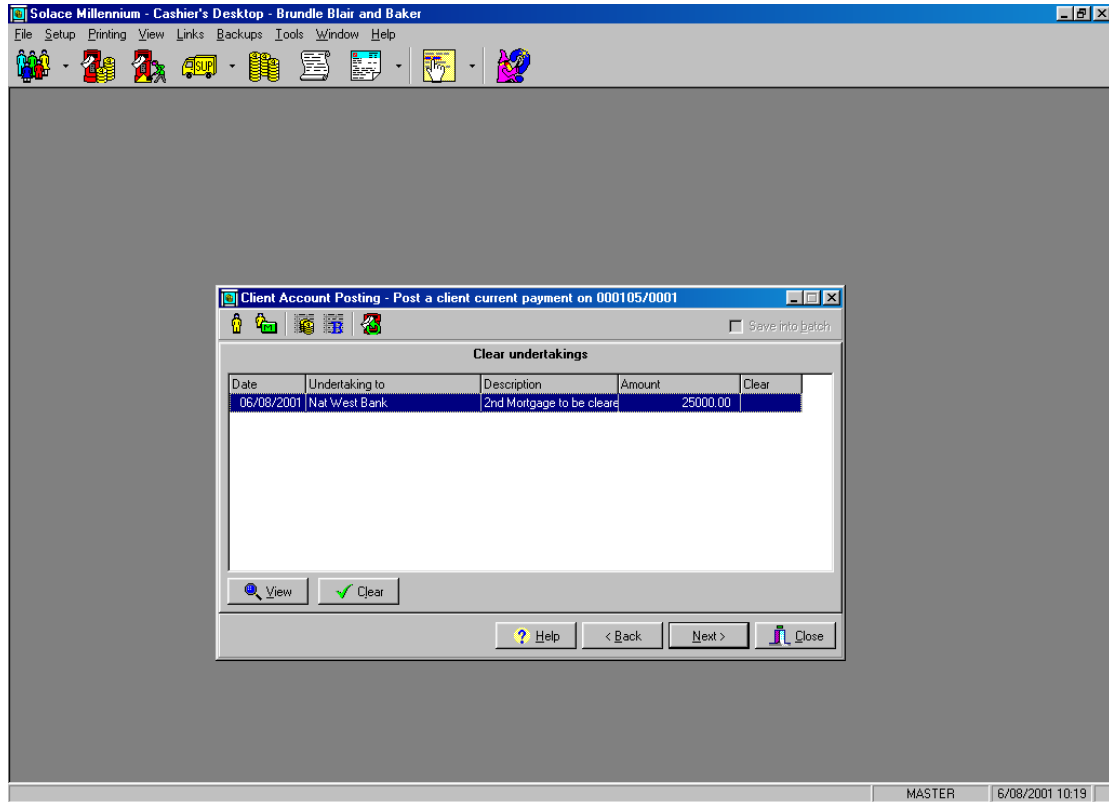 Solace Millennium - Cashier's Desktop - Brundle Blair and Baker
File Setup Printing View Links Backups Tools Window Help
SUP
Client Account Posting - Post a client current payment on 000105/0001
M B Save into batch
Clear undertakings
Date Undertaking to Description Amount Clear
06/08/2001 Nat West Bank 2nd Mortgage to be cleare 25000.00
View Clear
? Help < Back Next > Close
MASTER 6/08/2001 10:19